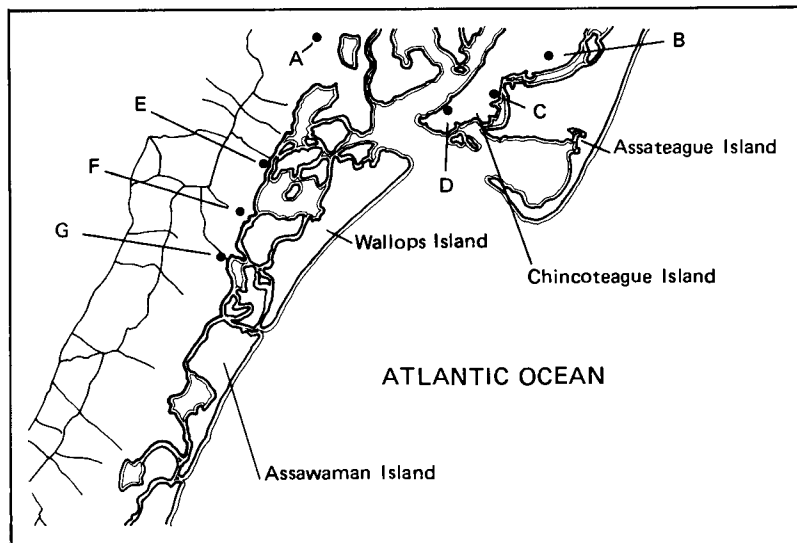 A
B
E
C
Assateague Island
F
D
G
Wallops Island
Chincoteague Island
ATLANTIC OCEAN
Assawaman Island